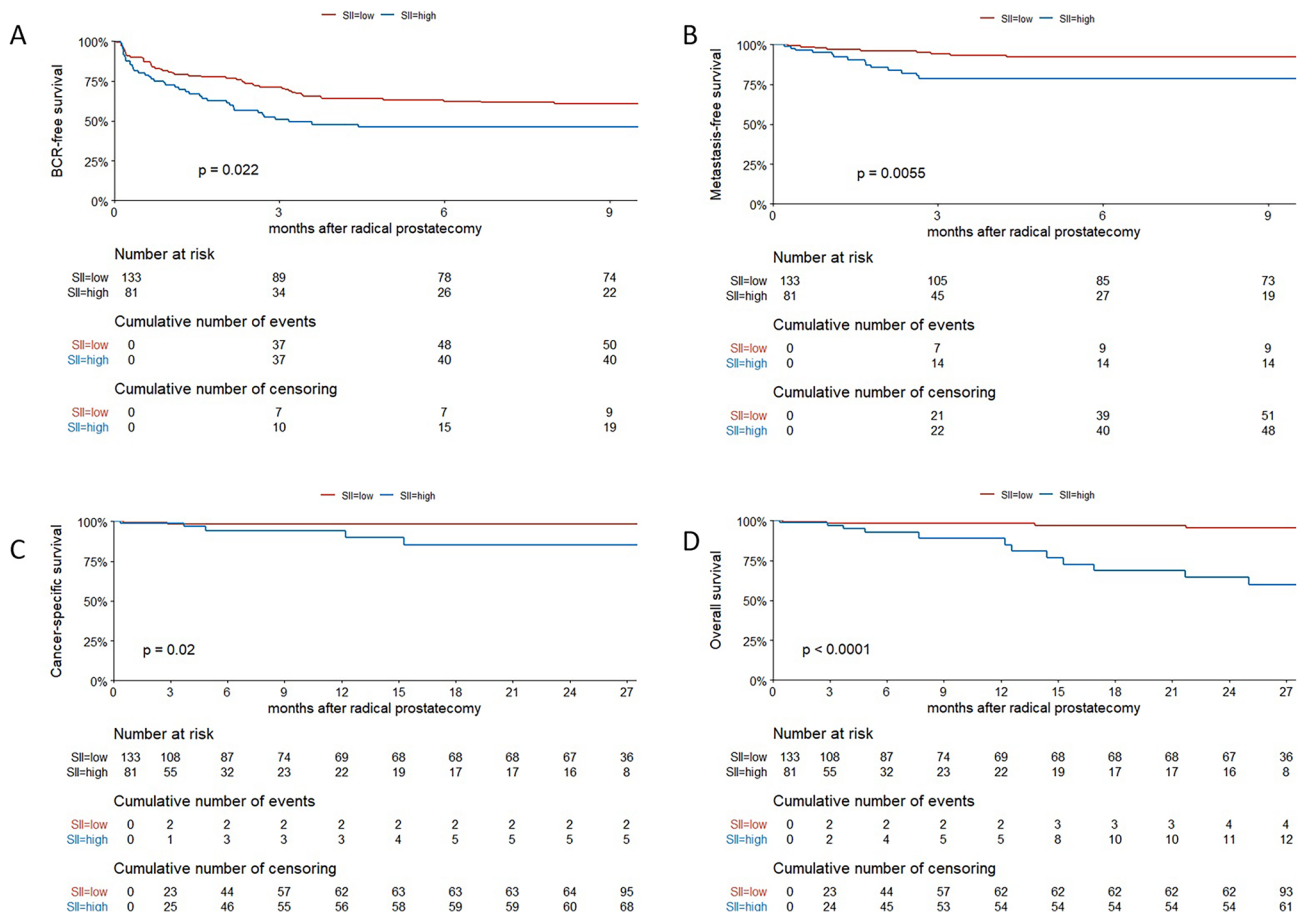 A
SII=low SII=high
BCR-free survival
100%
75%
50%
25%
0%
p = 0.022
0 3 6 9
months after radical prostatecomy
Number at risk
SII=low 133 89 78 74
SII=high 81 34 26 22
Cumulative number of events
SII=low 0 37 48 50
SII=high 0 37 40 40
Cumulative number of censoring
SII=low 0 7 7 9
SII=high 0 10 15 19
B
SII=low SII=high
Metastasis-free survival
100%
75%
50%
25%
0%
p = 0.0055
0 3 6 9
months after radical prostatecomy
Number at risk
SII=low 133 105 85 73
SII=high 81 45 27 19
Cumulative number of events
SII=low 0 7 9 9
SII=high 0 14 14 14
Cumulative number of censoring
SII=low 0 21 39 51
SII=high 0 22 40 48
C
SII=low SII=high
Cancer-specific survival
100%
75%
50%
25%
0%
p = 0.02
0 3 6 9 12 15 18 21 24 27
months after radical prostatecomy
Number at risk
SII=low 133 108 87 74 69 68 68 68 67 36
SII=high 81 55 32 23 22 19 17 17 16 8
Cumulative number of events
SII=low 0 2 2 2 2 2 2 2 2 2
SII=high 0 1 3 3 3 4 5 5 5 5
Cumulative number of censoring
SII=low 0 23 44 57 62 63 63 63 64 95
SII=high 0 25 46 55 56 58 59 59 60 68
D
SII=low SII=high
Overall survival
100%
75%
50%
25%
0%
p < 0.0001
0 3 6 9 12 15 18 21 24 27
months after radical prostatecomy
Number at risk
SII=low 133 108 87 74 69 68 68 68 67 36
SII=high 81 55 32 23 22 19 17 17 16 8
Cumulative number of events
SII=low 0 2 2 2 2 3 3 3 4 4
SII=high 0 2 4 5 5 8 10 10 11 12
Cumulative number of censoring
SII=low 0 23 44 57 62 62 62 62 62 93
SII=high 0 24 45 53 54 54 54 54 54 61